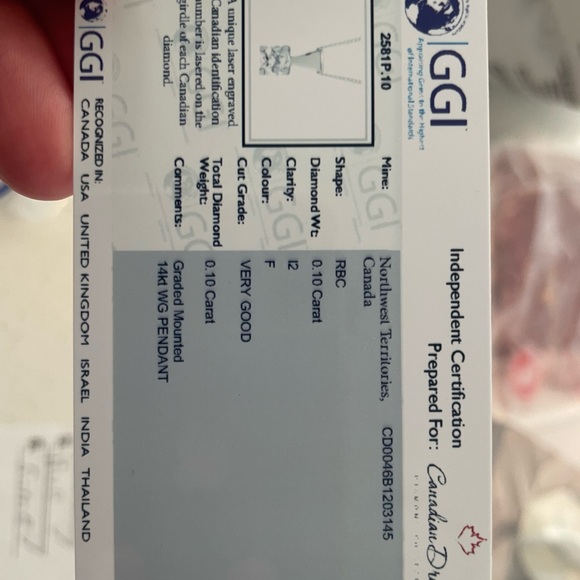 GGI
Appraising Gems to the Highest
of International Standards
Independent Certification
Prepared For: Canadian
2581P.10
Mine: Northwest Territories, CD0046B1203145
Canada
Shape: RBC
Diamond Wt: 0.10 Carat
Clarity: I2
Colour: F
Cut Grade: VERY GOOD
Total Diamond 0.10 Carat
Weight:
Comments: Graded Mounted
14kt WG PENDANT
A unique laser engraved
Canadian identification
number is lasered on the
girdle of each Canadian
diamond.
GGI
RECOGNIZED IN:
CANADA USA UNITED KINGDOM ISRAEL INDIA THAILAND